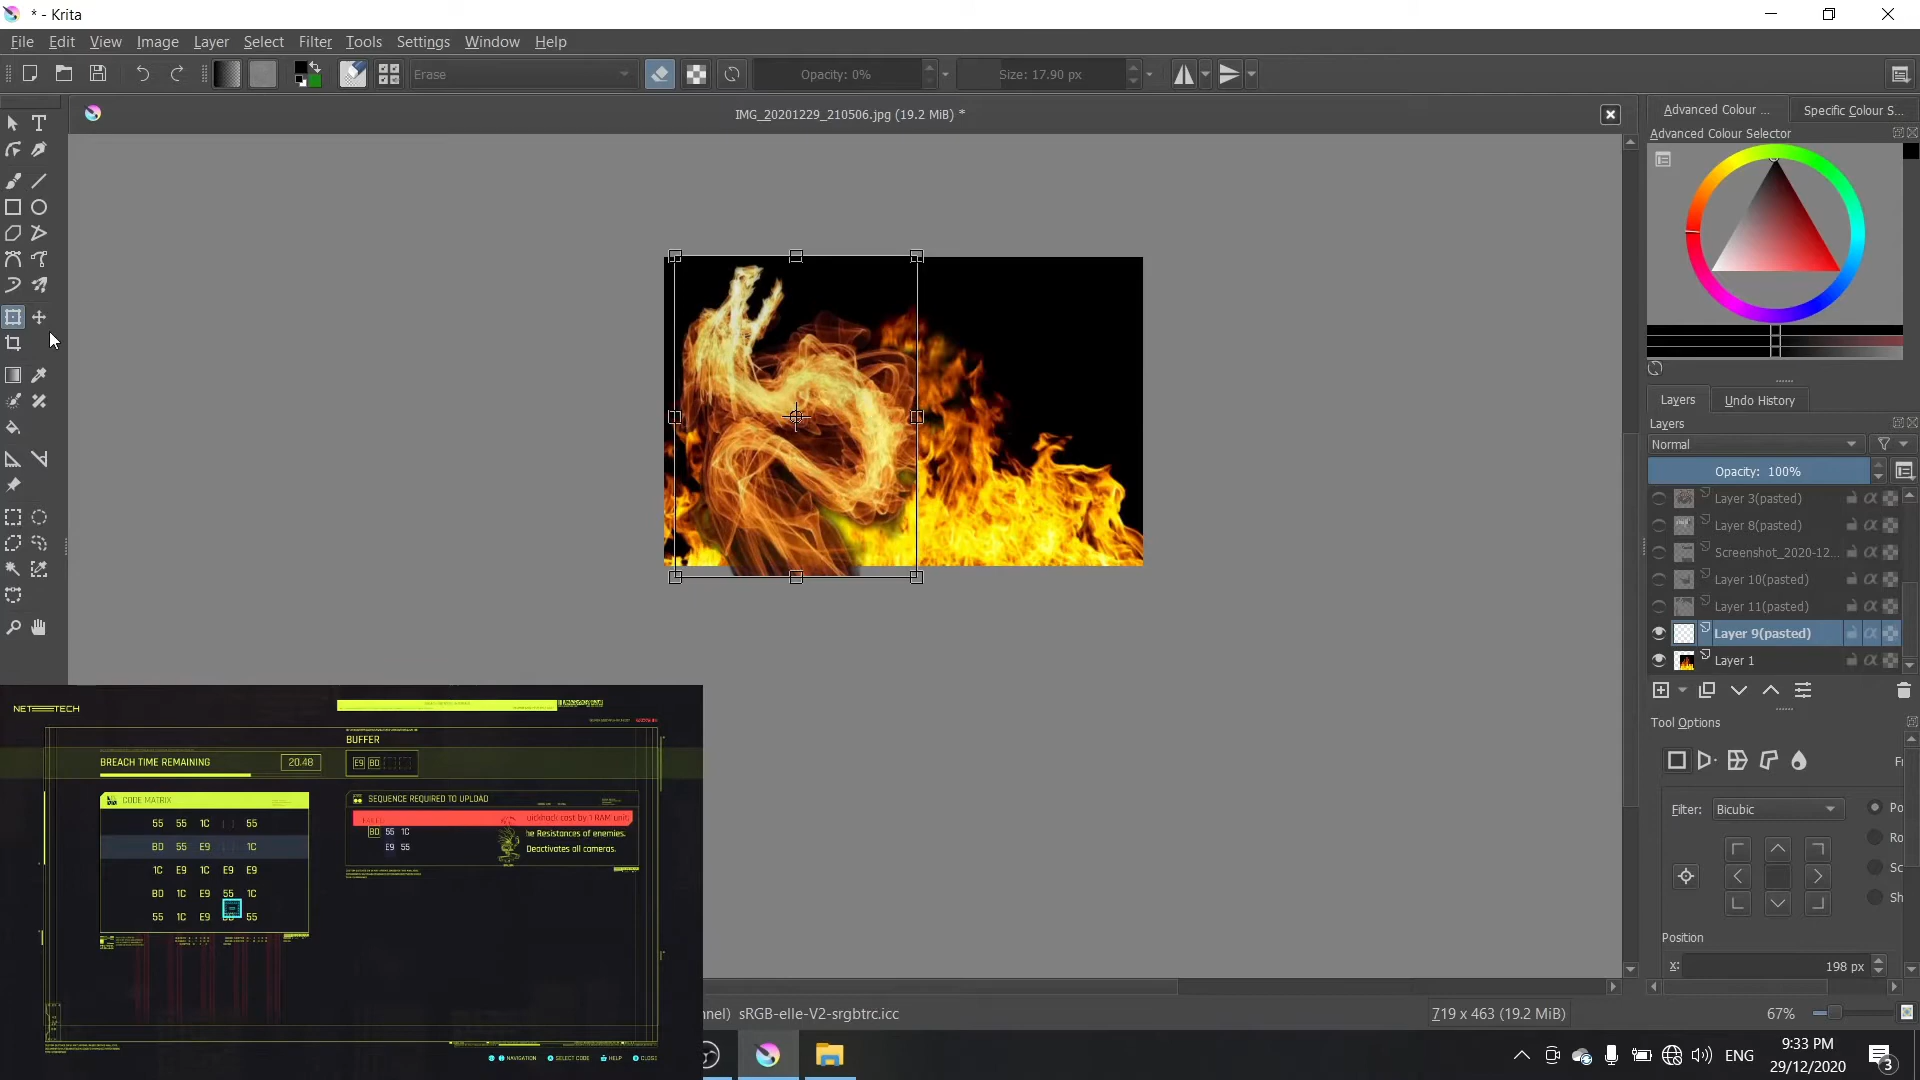 * - Krita
File Edit View Image Layer Select Filter Tools Settings Window Help
Erase
Opacity: 0%
Size: 17.90 px
IMG_20201229_210506.jpg (19.2 MiB) *
Advanced Colour ...
Specific Colour S...
Advanced Colour Selector
Layers
Undo History
Layers
Normal
Opacity: 100%
Layer 3(pasted)
Layer 8(pasted)
Screenshot_2020-12...
Layer 10(pasted)
Layer 11(pasted)
Layer 9(pasted)
Layer 1
Tool Options
Fr
Filter: Bicubic
Po
Ro
Sc
Sh
Position
x: 198 px
NETTECH
BUFFER
BREACH TIME REMAINING 20.48
E9 BD
CODE MATRIX
55 55 1C 55
BD 55 E9 1C
1C E9 1C E9 E9
BD 1C E9 55 1C
55 1C E9 55
SEQUENCE REQUIRED TO UPLOAD
uickhack cost by 1 RAM unit.
BD 55 1C
he Resistances of enemies.
E9 55
Deactivates all cameras.
NAVIGATION SELECT CODE HELP CLOSE
nnel) sRGB-elle-V2-srgbtrc.icc
719 x 463 (19.2 MiB)
67%
ENG
9:33 PM
29/12/2020
3